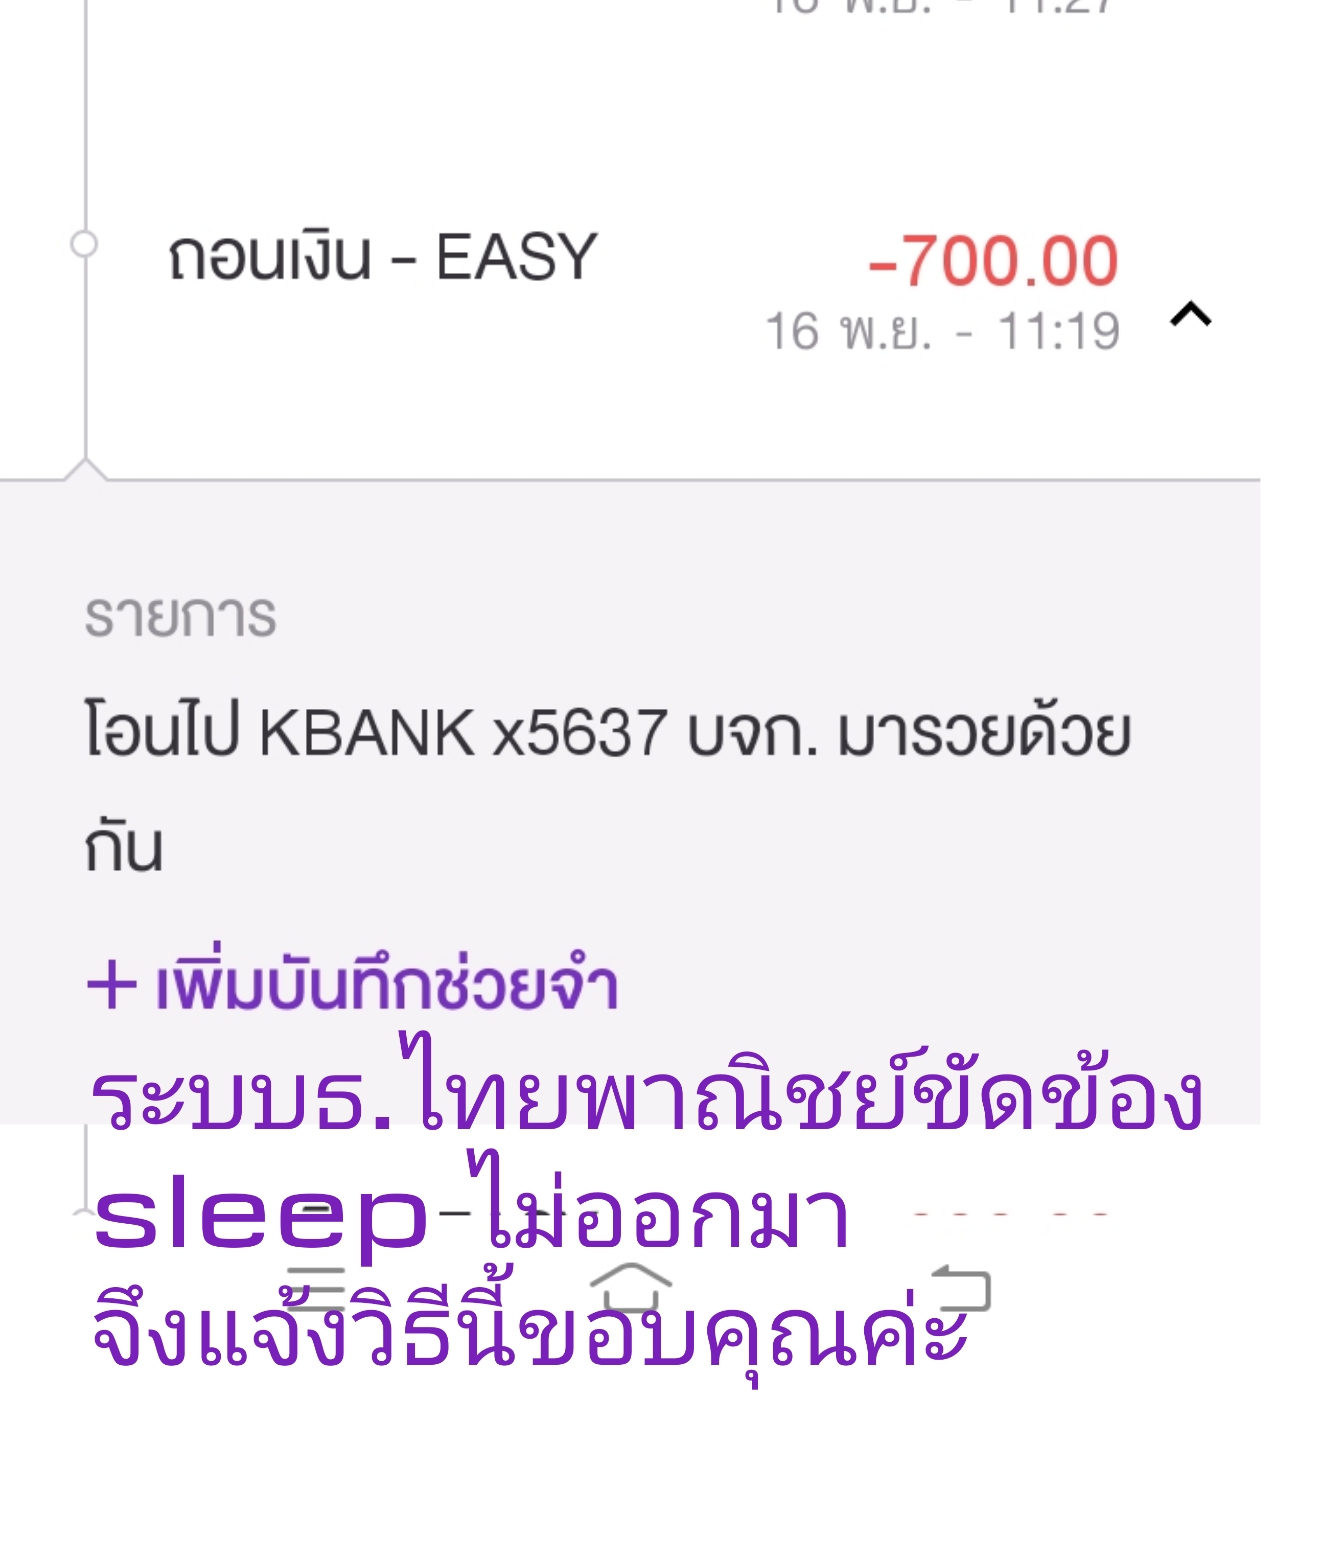 16 พ.ย. - 11:27
ถอนเงิน - EASY
-700.00
16 พ.ย. - 11:19
รายการ
โอนไป KBANK x5637 บจก. มารวยด้วย
กัน
+ เพิ่มบันทึกช่วยจำ
ระบบธ.ไทยพาณิชย์ขัดข้อง
sleep ไม่ออกมา
จึงแจ้งวิธีนี้ขอบคุณค่ะ